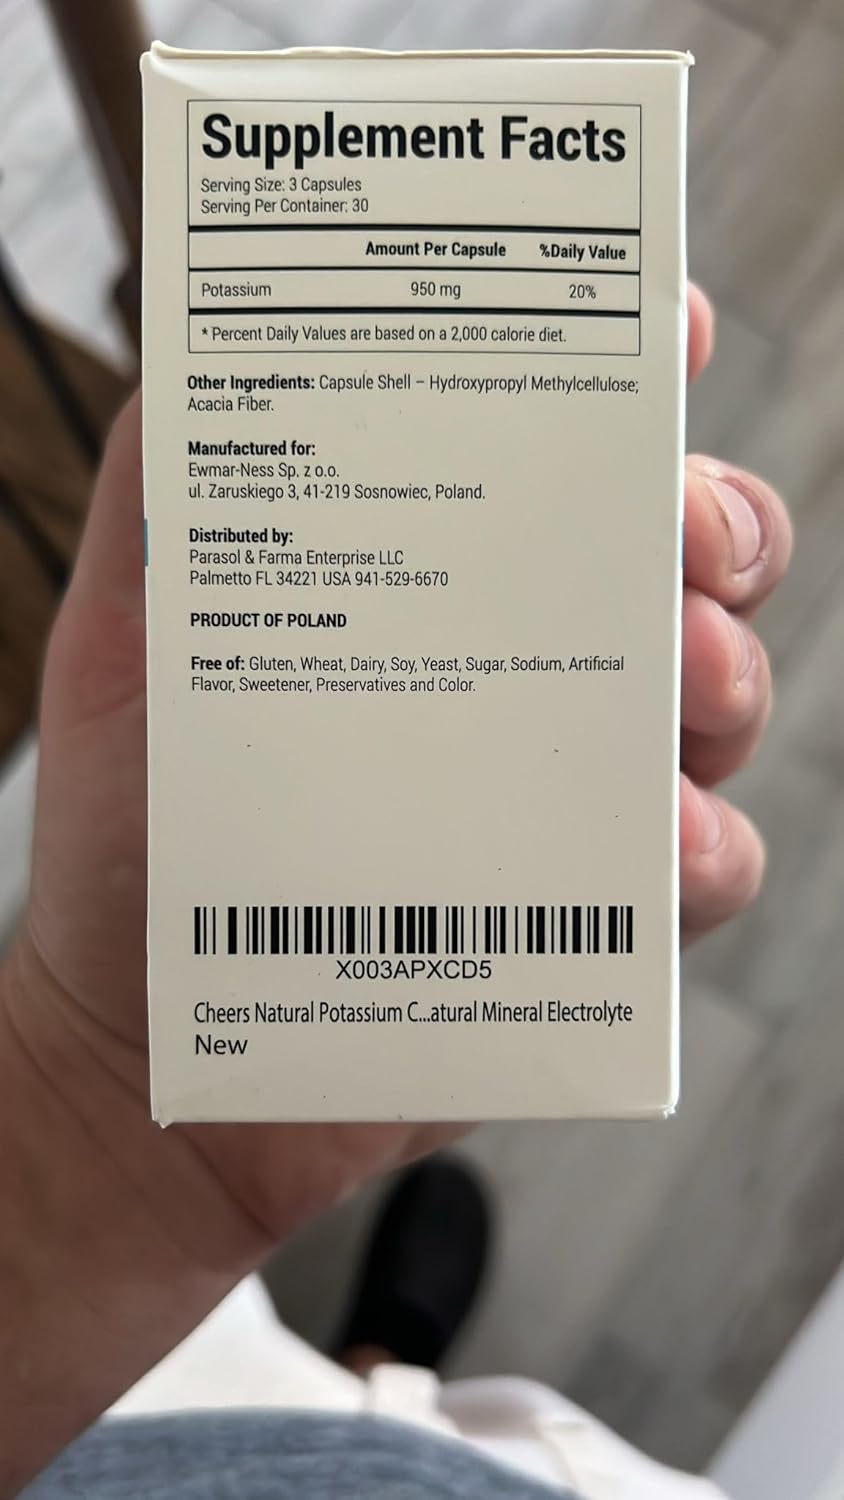 Supplement Facts
Serving Size: 3 Capsules
Serving Per Container: 30
Amount Per Capsule %Daily Value
Potassium 950 mg 20%
* Percent Daily Values are based on a 2,000 calorie diet.
Other Ingredients: Capsule Shell – Hydroxypropyl Methylcellulose;
Acacia Fiber.
Manufactured for:
Ewmar-Ness Sp. z o.o.
ul. Zaruskiego 3, 41-219 Sosnowiec, Poland.
Distributed by:
Parasol & Farma Enterprise LLC
Palmetto FL 34221 USA 941-529-6670
PRODUCT OF POLAND
Free of: Gluten, Wheat, Dairy, Soy, Yeast, Sugar, Sodium, Artificial
Flavor, Sweetener, Preservatives and Color.
X003APXCD5
Cheers Natural Potassium C...atural Mineral Electrolyte
New